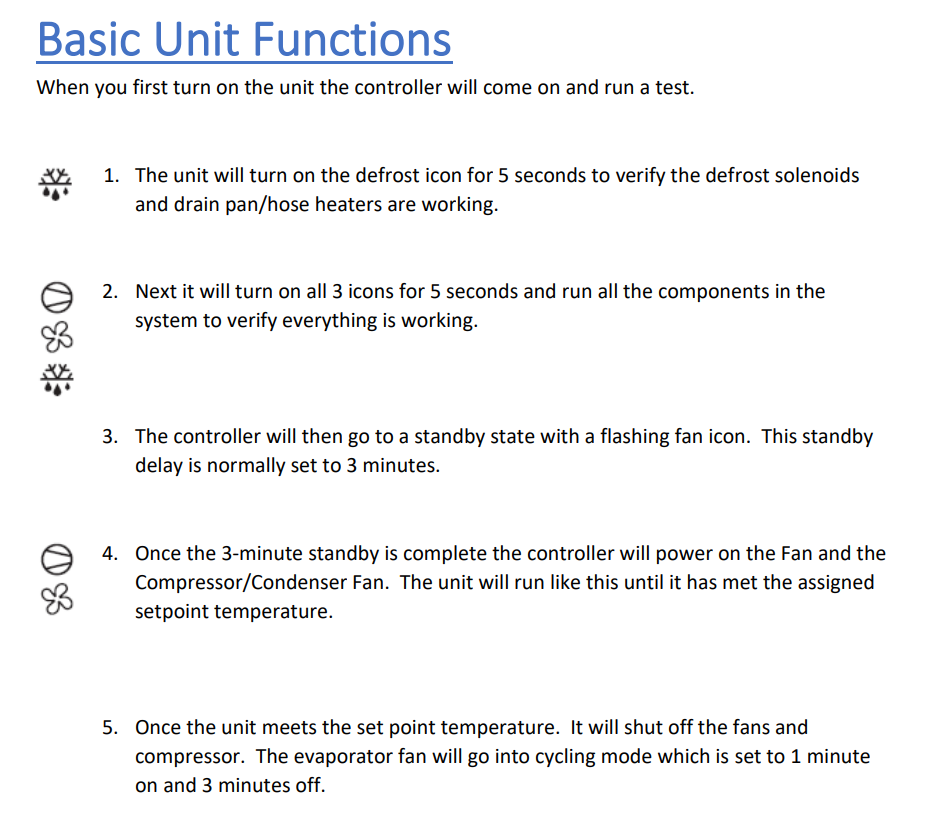 Basic Unit Functions
When you first turn on the unit the controller will come on and run a test.
1. The unit will turn on the defrost icon for 5 seconds to verify the defrost solenoids
and drain pan/hose heaters are working.
2. Next it will turn on all 3 icons for 5 seconds and run all the components in the
system to verify everything is working.
3. The controller will then go to a standby state with a flashing fan icon.  This standby
delay is normally set to 3 minutes.
4. Once the 3-minute standby is complete the controller will power on the Fan and the
Compressor/Condenser Fan.  The unit will run like this until it has met the assigned
setpoint temperature.
5. Once the unit meets the set point temperature.  It will shut off the fans and
compressor.  The evaporator fan will go into cycling mode which is set to 1 minute
on and 3 minutes off.